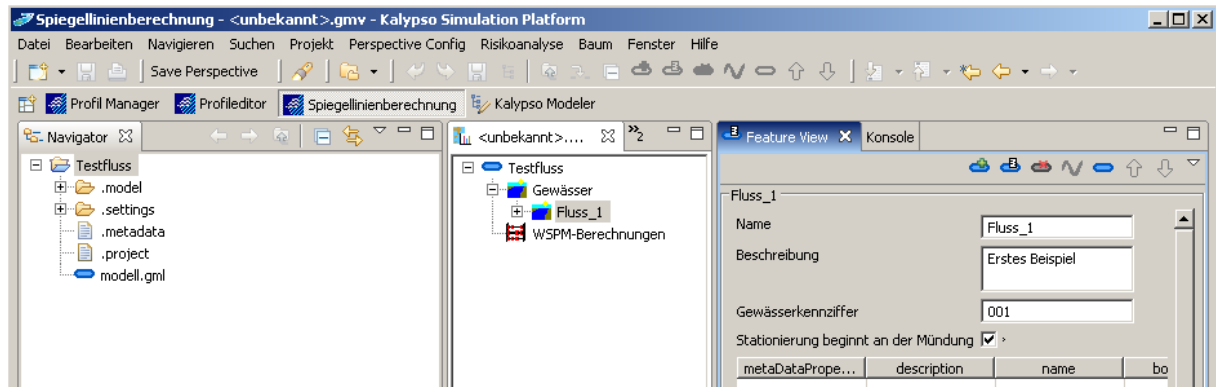 Spiegellinienberechnung - <unbekannt>.gmv - Kalypso Simulation Platform
Datei Bearbeiten Navigieren Suchen Projekt Perspective Config Risikoanalyse Baum Fenster Hilfe
Save Perspective
Profil Manager Profileditor Spiegellinienberechnung Kalypso Modeler
Navigator <unbekannt>.... »2 Feature View Konsole
Testfluss
.model
.settings
.metadata
.project
modell.gml
Testfluss
Gewässer
Fluss_1
WSPM-Berechnungen
Fluss_1
Name Fluss_1
Beschreibung Erstes Beispiel
Gewässerkennziffer 001
Stationierung beginnt an der Mündung
metaDataPrope... description name bo